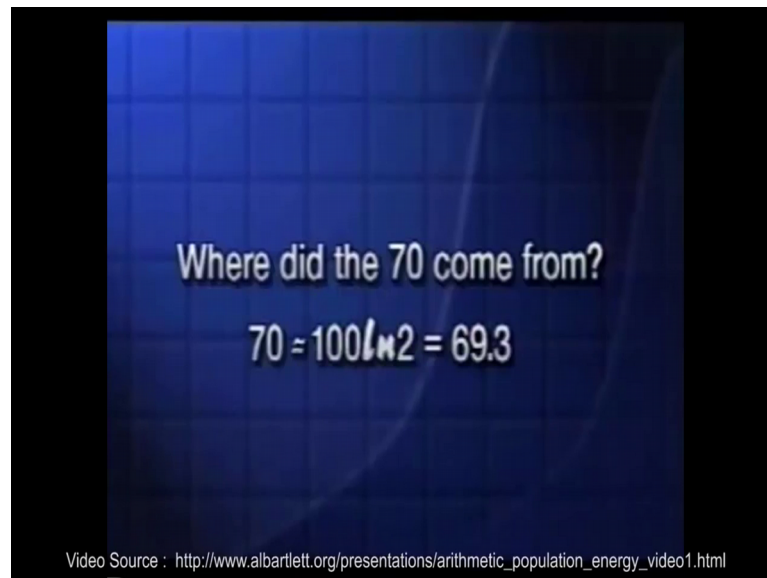 Where did the 70 come from?
70 ≈ 100ln2 = 69.3
Video Source : http://www.albartlett.org/presentations/arithmetic_population_energy_video1.html